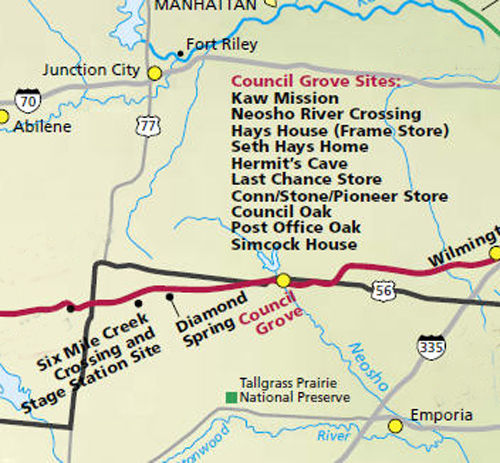 MANHATTAN
Fort Riley
Junction City
70
Abilene
77
Council Grove Sites:
Kaw Mission
Neosho River Crossing
Hays House (Frame Store)
Seth Hays Home
Hermit's Cave
Last Chance Store
Conn/Stone/Pioneer Store
Council Oak
Post Office Oak
Simcock House
Wilmingt
56
Six Mile Creek
Crossing and
Stage Station Site
Diamond
Spring
Council
Grove
335
Neosho
Tallgrass Prairie
National Preserve
Emporia
River
tonwood